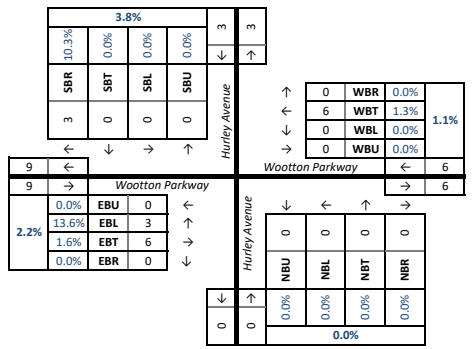 3.8%
10.3% 0.0% 0.0% 0.0%
SBR SBT SBL SBU
3 0 0 0
← ↓ → ↑
3 3
↓ ↑
Hurley Avenue
↑ 0 WBR 0.0%
← 6 WBT 1.3%
↓ 0 WBL 0.0%
→ 0 WBU 0.0%
1.1%
9 ←
Wootton Parkway
← 6
9 →
Wootton Parkway
→ 6
2.2%
0.0% EBU 0 ←
13.6% EBL 3 ↑
1.6% EBT 6 →
0.0% EBR 0 ↓
Hurley Avenue
↓ ← ↑ →
0 0 0 0
NBU NBL NBT NBR
0.0% 0.0% 0.0% 0.0%
0.0%
↓ ↑
0 0